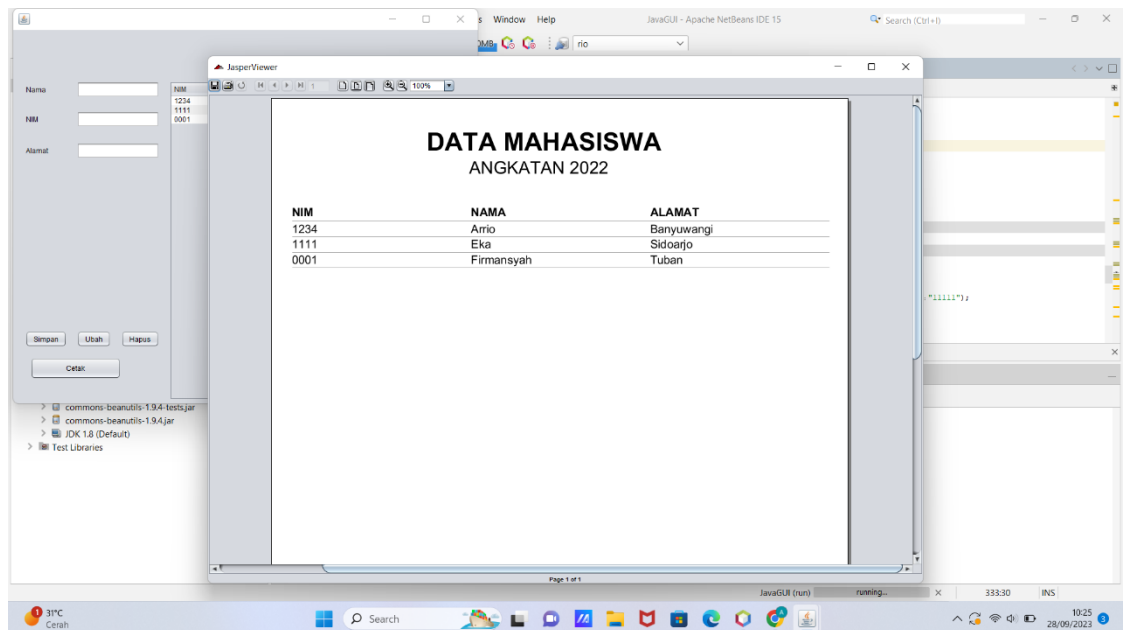 s Window Help
JavaGUI - Apache NetBeans IDE 15
Search (Ctrl+I)
rio
JasperViewer
1
100%
Nama
NIM
Alamat
NIM
1234
1111
0001
Simpan
Ubah
Hapus
Cetak
DATA MAHASISWA
ANGKATAN 2022
NIM NAMA ALAMAT
1234 Arrio Banyuwangi
1111 Eka Sidoarjo
0001 Firmansyah Tuban
"11111");
commons-beanutils-1.9.4-tests.jar
commons-beanutils-1.9.4.jar
JDK 1.8 (Default)
Test Libraries
Page 1 of 1
JavaGUI (run)
running...
333:30
INS
1
31°C
Cerah
Search
10:25
28/09/2023
3